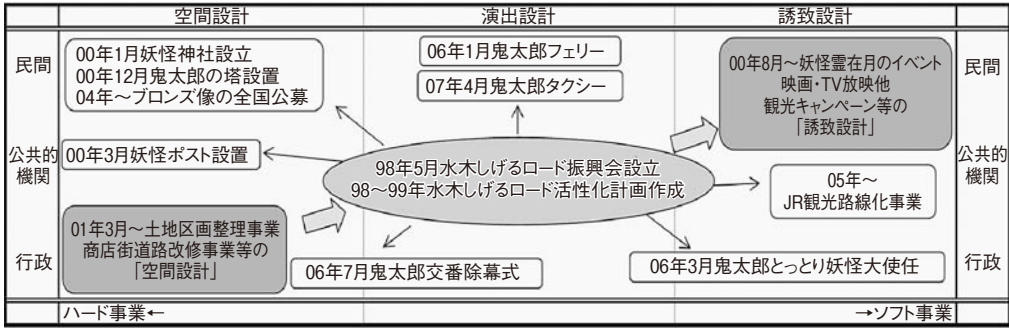 空間設計
演出設計
誘致設計
民間
00年1月妖怪神社設立
00年12月鬼太郎の塔設置
04年～ブロンズ像の全国公募
06年1月鬼太郎フェリー
07年4月鬼太郎タクシー
00年8月～妖怪霊在月のイベント
映画・TV放映他
観光キャンペーン等の
「誘致設計」
民間
公共的
機関
00年3月妖怪ポスト設置
98年5月水木しげるロード振興会設立
98～99年水木しげるロード活性化計画作成
05年～
JR観光路線化事業
公共的
機関
行政
01年3月～土地区画整理事業
商店街道路改修事業等の
「空間設計」
06年7月鬼太郎交番除幕式
06年3月鬼太郎とっとり妖怪大使任
行政
ハード事業←
→ソフト事業